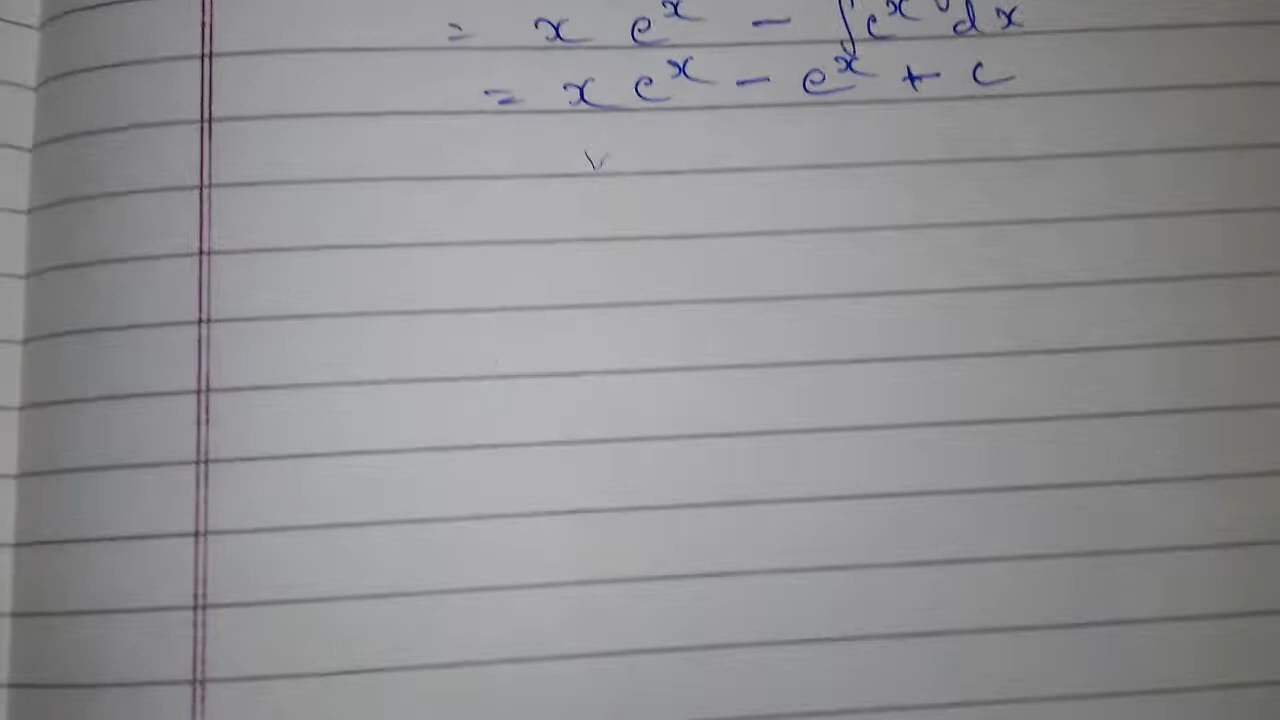 = x e^x - ∫e^x dx
= x e^x - e^x + c